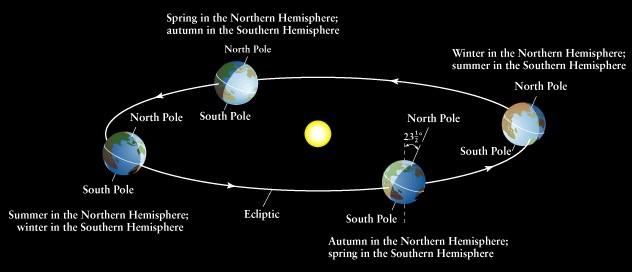 Spring in the Northern Hemisphere;
autumn in the Southern Hemisphere
North Pole
South Pole
Winter in the Northern Hemisphere;
summer in the Southern Hemisphere
North Pole
South Pole
North Pole
South Pole
Summer in the Northern Hemisphere;
winter in the Southern Hemisphere
Ecliptic
North Pole
23½°
South Pole
Autumn in the Northern Hemisphere;
spring in the Southern Hemisphere